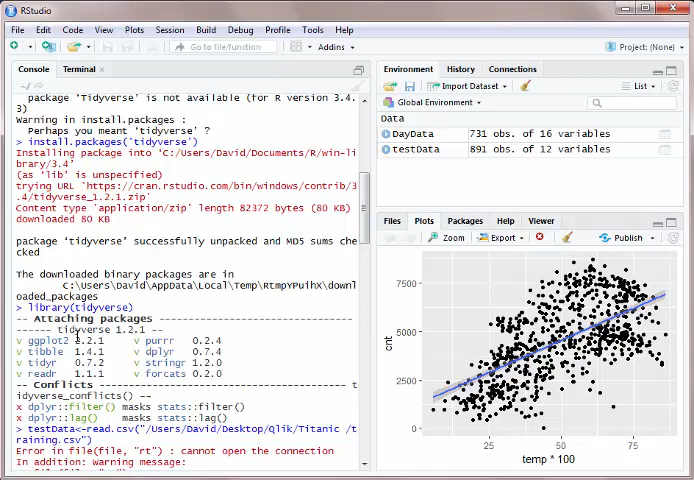 RStudio
File Edit Code View Plots Session Build Debug Profile Tools Help
Go to file/function Addins Project: (None)
Console Terminal
~/
package 'Tidyverse' is not available (for R version 3.4.
3)
Warning in install.packages :
Perhaps you meant 'tidyverse' ?
> install.packages('tidyverse')
Installing package into 'C:/Users/David/Documents/R/win-li
brary/3.4'
(as 'lib' is unspecified)
trying URL 'https://cran.rstudio.com/bin/windows/contrib/3
.4/tidyverse_1.2.1.zip'
Content type 'application/zip' length 82372 bytes (80 KB)
downloaded 80 KB
package 'tidyverse' successfully unpacked and MD5 sums che
cked
The downloaded binary packages are in
C:\Users\David\AppData\Local\Temp\RtmpYPuihX\downl
oaded_packages
> library(tidyverse)
-- Attaching packages ---------------------------
------ tidyverse 1.2.1 --
v ggplot2 2.2.1 v purrr 0.2.4
v tibble 1.4.1 v dplyr 0.7.4
v tidyr 0.7.2 v stringr 1.2.0
v readr 1.1.1 v forcats 0.2.0
-- Conflicts ------------------------------------ t
idyverse_conflicts() --
x dplyr::filter() masks stats::filter()
x dplyr::lag() masks stats::lag()
> testData<-read.csv("/Users/David/Desktop/Qlik/Titanic /t
raining.csv")
Error in file(file, "rt") : cannot open the connection
In addition: Warning message:
Environment History Connections
Import Dataset List
Global Environment
Data
DayData 731 obs. of 16 variables
testData 891 obs. of 12 variables
Files Plots Packages Help Viewer
Zoom Export Publish
7500
5000
2500
0
cnt
25 50 75
temp * 100